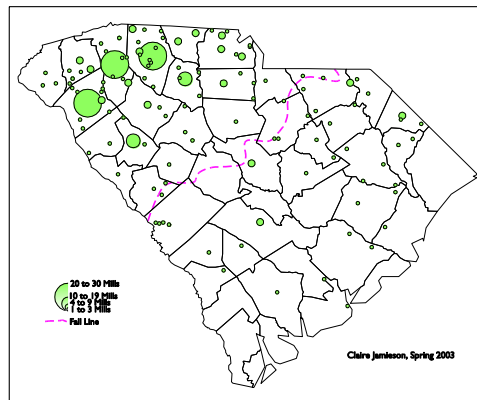 20 to 30 Mills
10 to 19 Mills
4 to 9 Mills
1 to 3 Mills
Fall Line
Claire Jamieson, Spring 2003